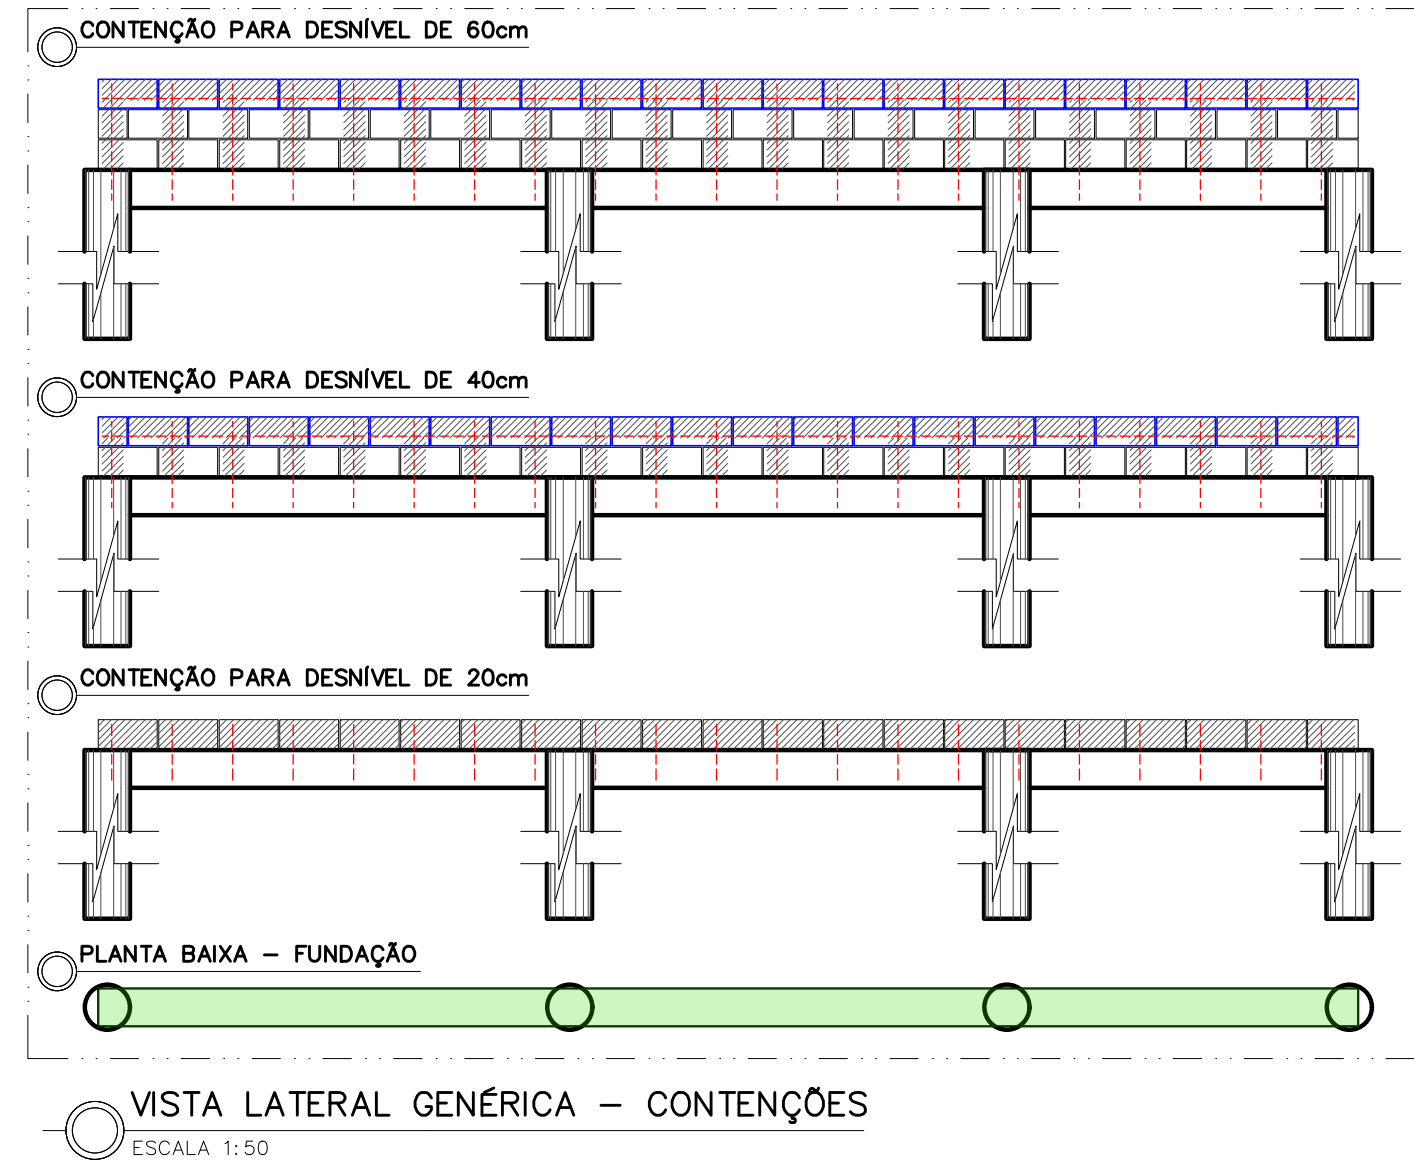 CONTENÇÃO PARA DESNÍVEL DE 60cm
CONTENÇÃO PARA DESNÍVEL DE 40cm
CONTENÇÃO PARA DESNÍVEL DE 20cm
PLANTA BAIXA – FUNDAÇÃO
VISTA LATERAL GENÉRICA – CONTENÇÕES
ESCALA 1:50